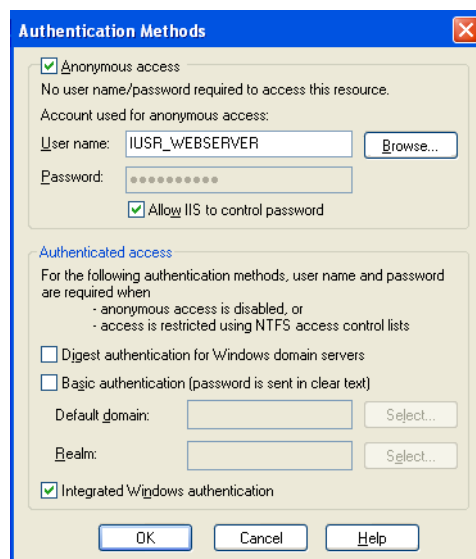 Authentication Methods
Anonymous access
No user name/password required to access this resource.
Account used for anonymous access:
User name: IUSR_WEBSERVER Browse...
Password: ••••••••••
Allow IIS to control password
Authenticated access
For the following authentication methods, user name and password
are required when
- anonymous access is disabled, or
- access is restricted using NTFS access control lists
Digest authentication for Windows domain servers
Basic authentication (password is sent in clear text)
Default domain: Select...
Realm: Select...
Integrated Windows authentication
OK Cancel Help